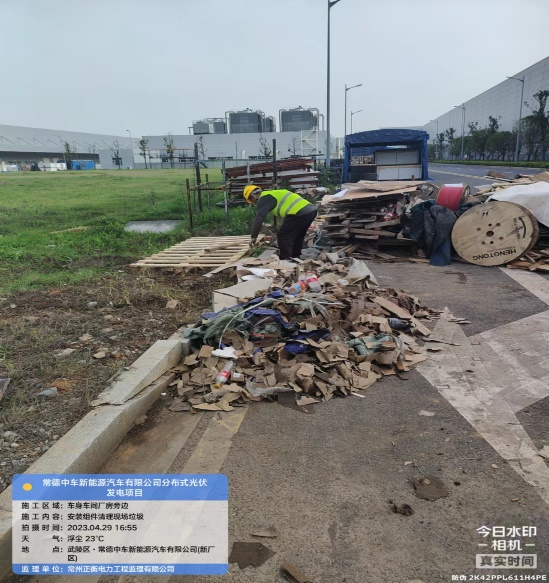 HENGTONG
常德中车新能源汽车有限公司分布式光伏
发电项目
施工区域：车身车间厂房旁边
施工内容：安装组件清理现场垃圾
拍摄时间：2023.04.29 16:55
天　气：浮尘 23℃
地　点：武陵区·常德中车新能源汽车有限公司(新厂区)
监理单位：常州正衡电力工程监理有限公司
今日水印
-相机-
真实时间
防伪 2K42PPL611H4PE